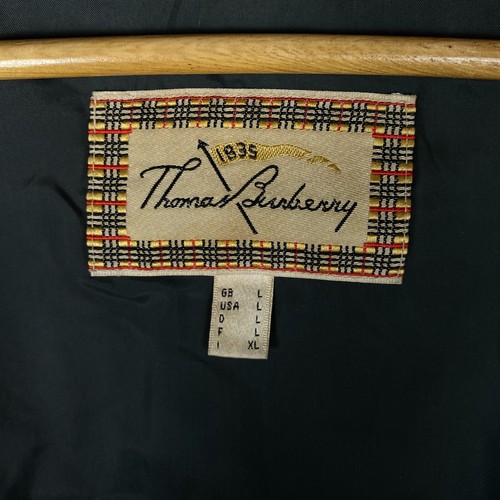 1835
Thomas Burberry
GB L
USA L
D L
F L
I XL